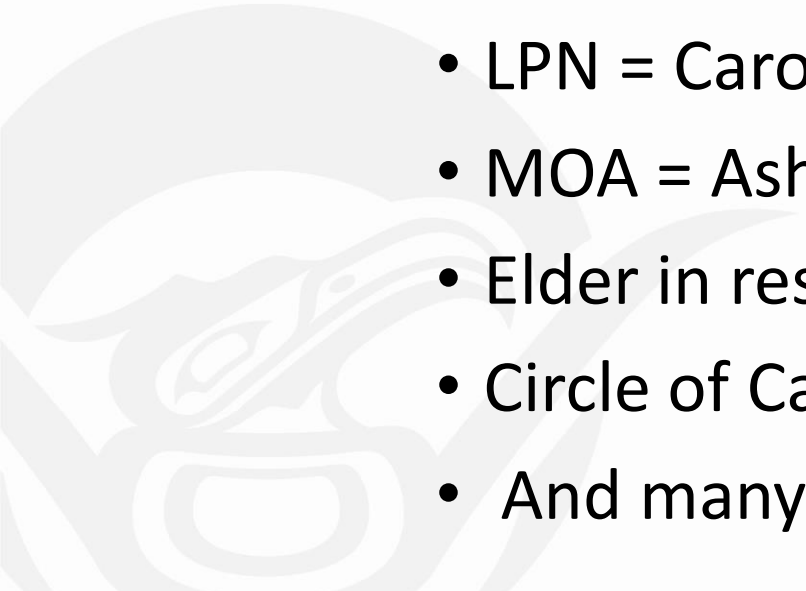 • LPN = Caro
• MOA = Ash
• Elder in res
• Circle of Ca
• And many